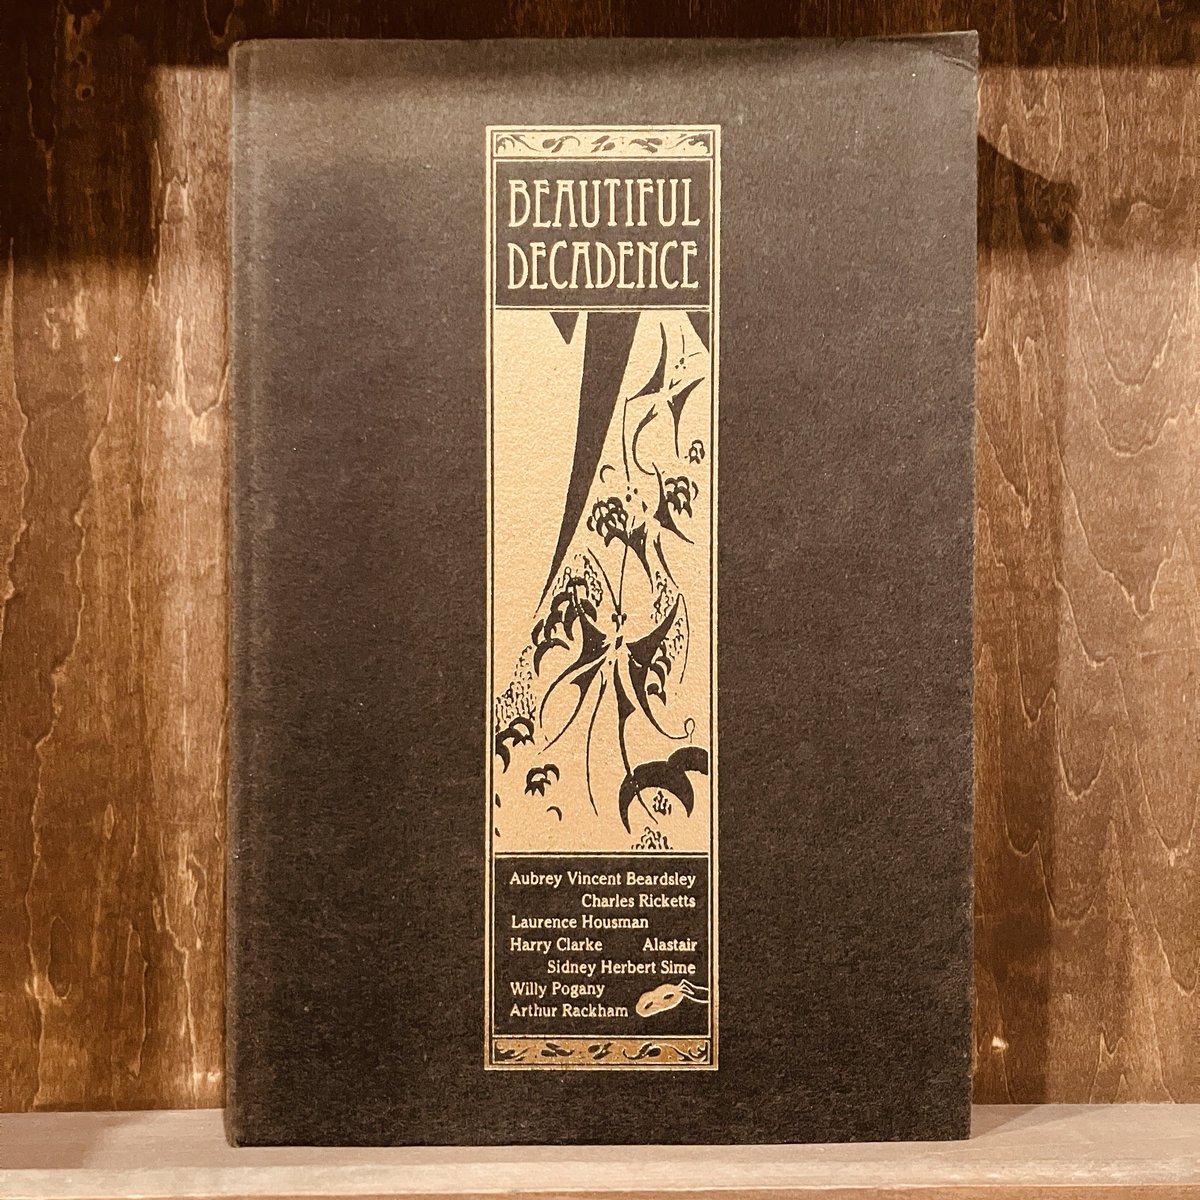 BEAUTIFUL
DECADENCE
Aubrey Vincent Beardsley
Charles Ricketts
Laurence Housman
Harry Clarke Alastair
Sidney Herbert Sime
Willy Pogany
Arthur Rackham